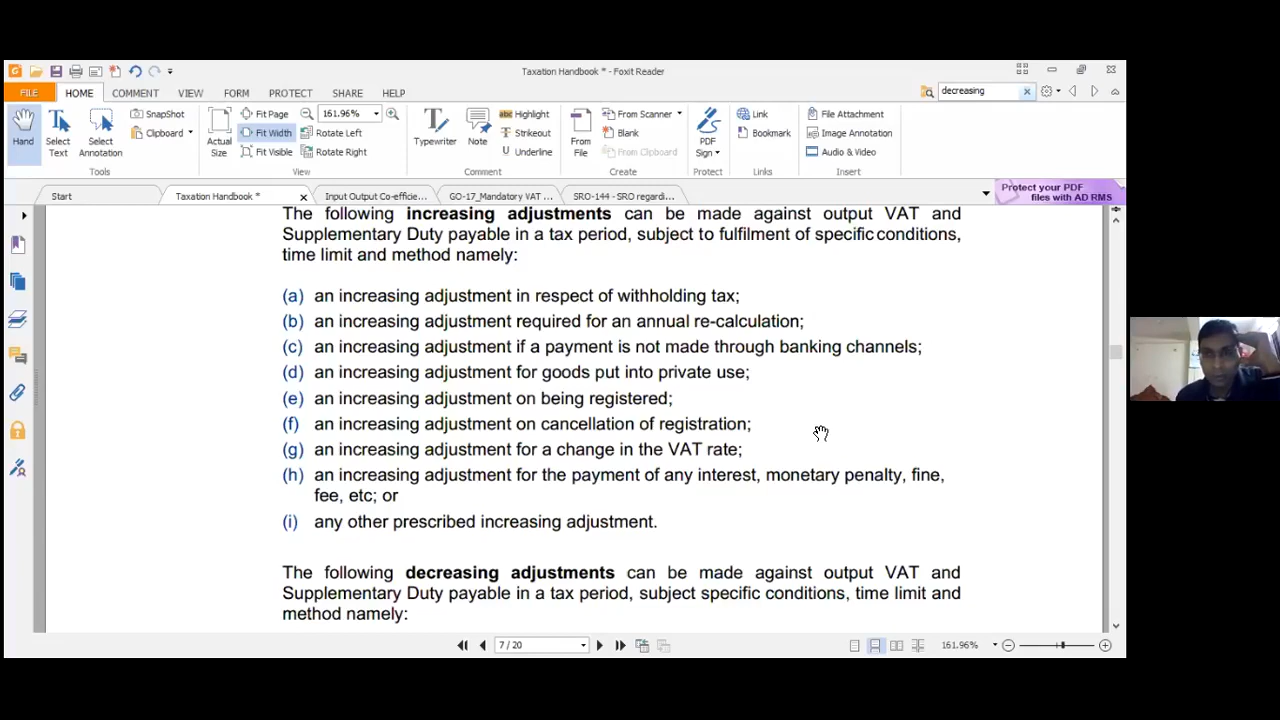 Taxation Handbook * - Foxit Reader
FILE HOME COMMENT VIEW FORM PROTECT SHARE HELP
decreasing
Hand
Select Text
Select Annotation
SnapShot
Clipboard
Tools
Actual Size
Fit Page
Fit Width
Fit Visible
161.96%
Rotate Left
Rotate Right
View
Typewriter
Note
Highlight
Strikeout
Underline
Comment
From File
From Scanner
Blank
From Clipboard
Create
PDF Sign
Protect
Link
Bookmark
Links
File Attachment
Image Annotation
Audio & Video
Insert
Start
Taxation Handbook *
Input Output Co-efficie...
GO-17_Mandatory VAT ...
SRO-144 - SRO regardi...
Protect your PDF
files with AD RMS
The following increasing adjustments can be made against output VAT and
Supplementary Duty payable in a tax period, subject to fulfilment of specific conditions,
time limit and method namely:
(a) an increasing adjustment in respect of withholding tax;
(b) an increasing adjustment required for an annual re-calculation;
(c) an increasing adjustment if a payment is not made through banking channels;
(d) an increasing adjustment for goods put into private use;
(e) an increasing adjustment on being registered;
(f) an increasing adjustment on cancellation of registration;
(g) an increasing adjustment for a change in the VAT rate;
(h) an increasing adjustment for the payment of any interest, monetary penalty, fine,
fee, etc; or
(i) any other prescribed increasing adjustment.
The following decreasing adjustments can be made against output VAT and
Supplementary Duty payable in a tax period, subject specific conditions, time limit and
method namely:
7 / 20
161.96%